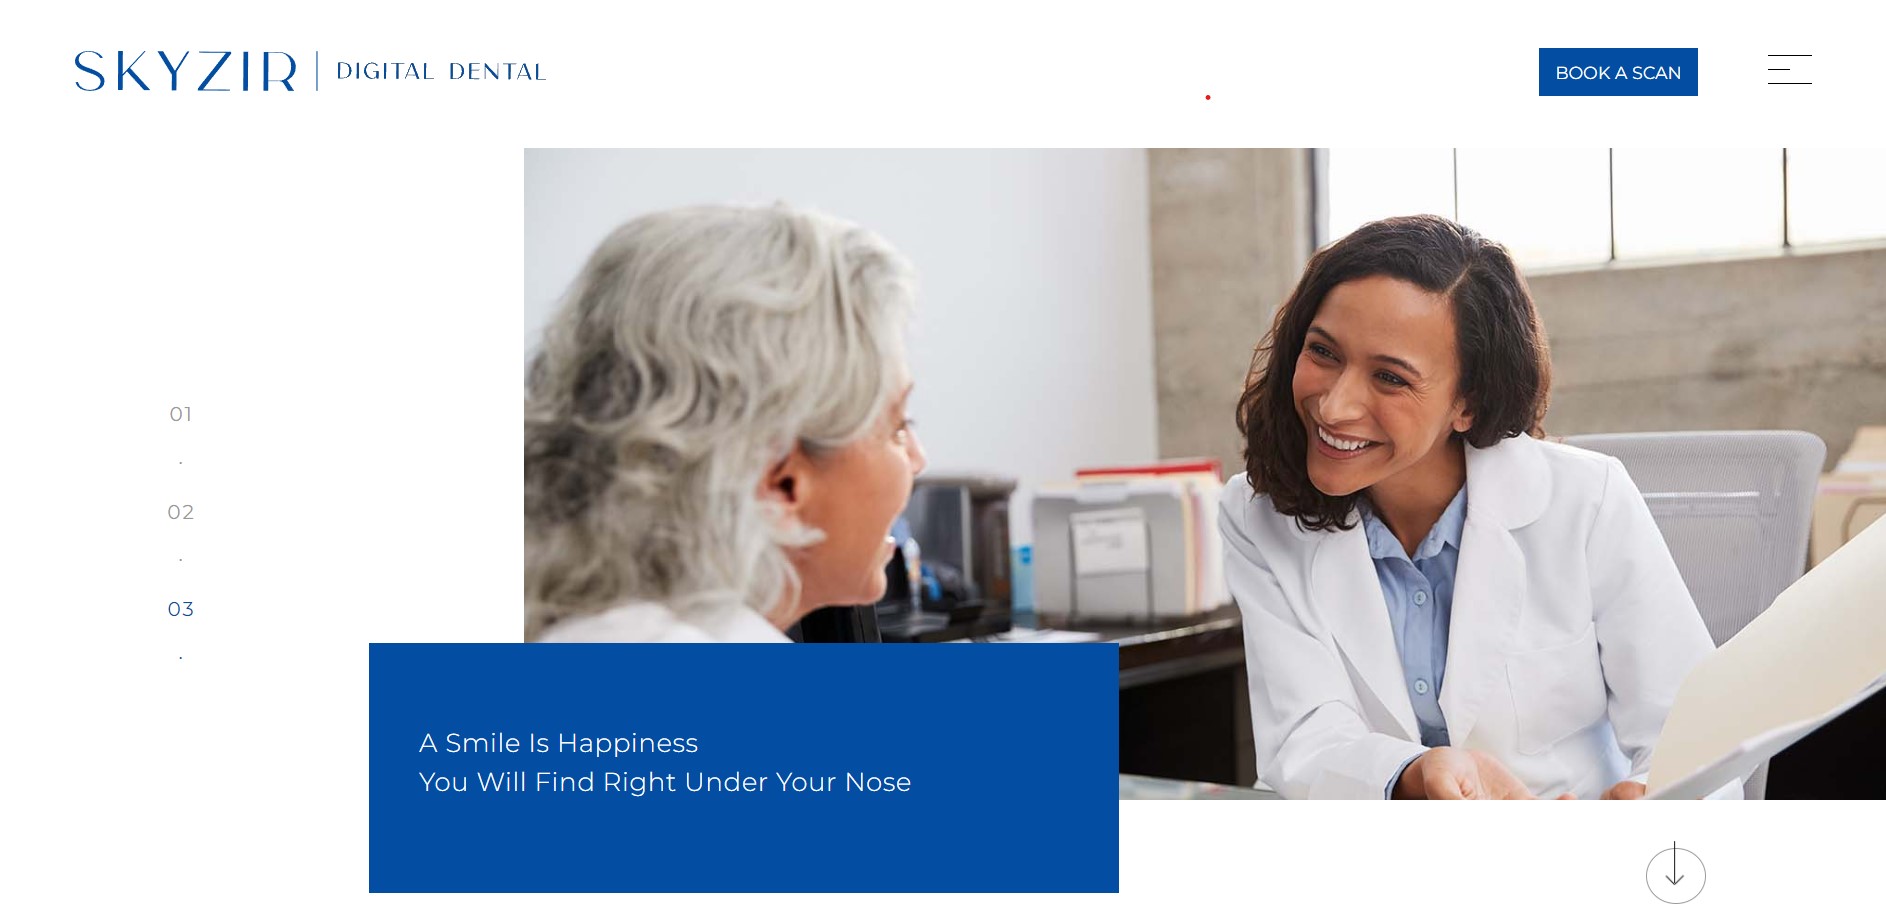 SKYZIR | DIGITAL DENTAL
BOOK A SCAN
01
02
03
A Smile Is Happiness
You Will Find Right Under Your Nose